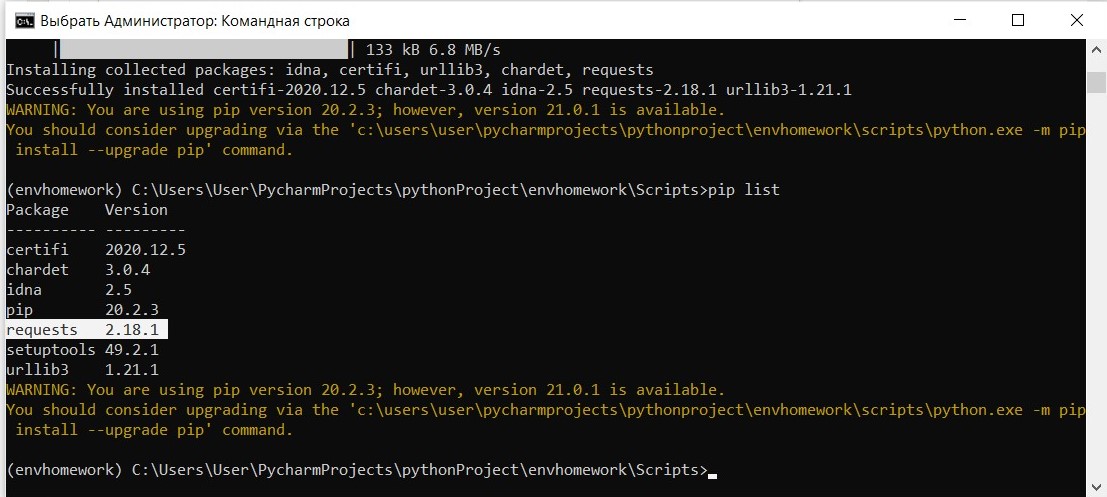 Выбрать Администратор: Командная строка
| | 133 kB 6.8 MB/s
Installing collected packages: idna, certifi, urllib3, chardet, requests
Successfully installed certifi-2020.12.5 chardet-3.0.4 idna-2.5 requests-2.18.1 urllib3-1.21.1
WARNING: You are using pip version 20.2.3; however, version 21.0.1 is available.
You should consider upgrading via the 'c:\users\user\pycharmprojects\pythonproject\envhomework\scripts\python.exe -m pip
install --upgrade pip' command.
(envhomework) C:\Users\User\PycharmProjects\pythonProject\envhomework\Scripts>pip list
Package    Version
---------- ---------
certifi    2020.12.5
chardet    3.0.4
idna       2.5
pip        20.2.3
requests   2.18.1
setuptools 49.2.1
urllib3    1.21.1
WARNING: You are using pip version 20.2.3; however, version 21.0.1 is available.
You should consider upgrading via the 'c:\users\user\pycharmprojects\pythonproject\envhomework\scripts\python.exe -m pip
install --upgrade pip' command.
(envhomework) C:\Users\User\PycharmProjects\pythonProject\envhomework\Scripts>